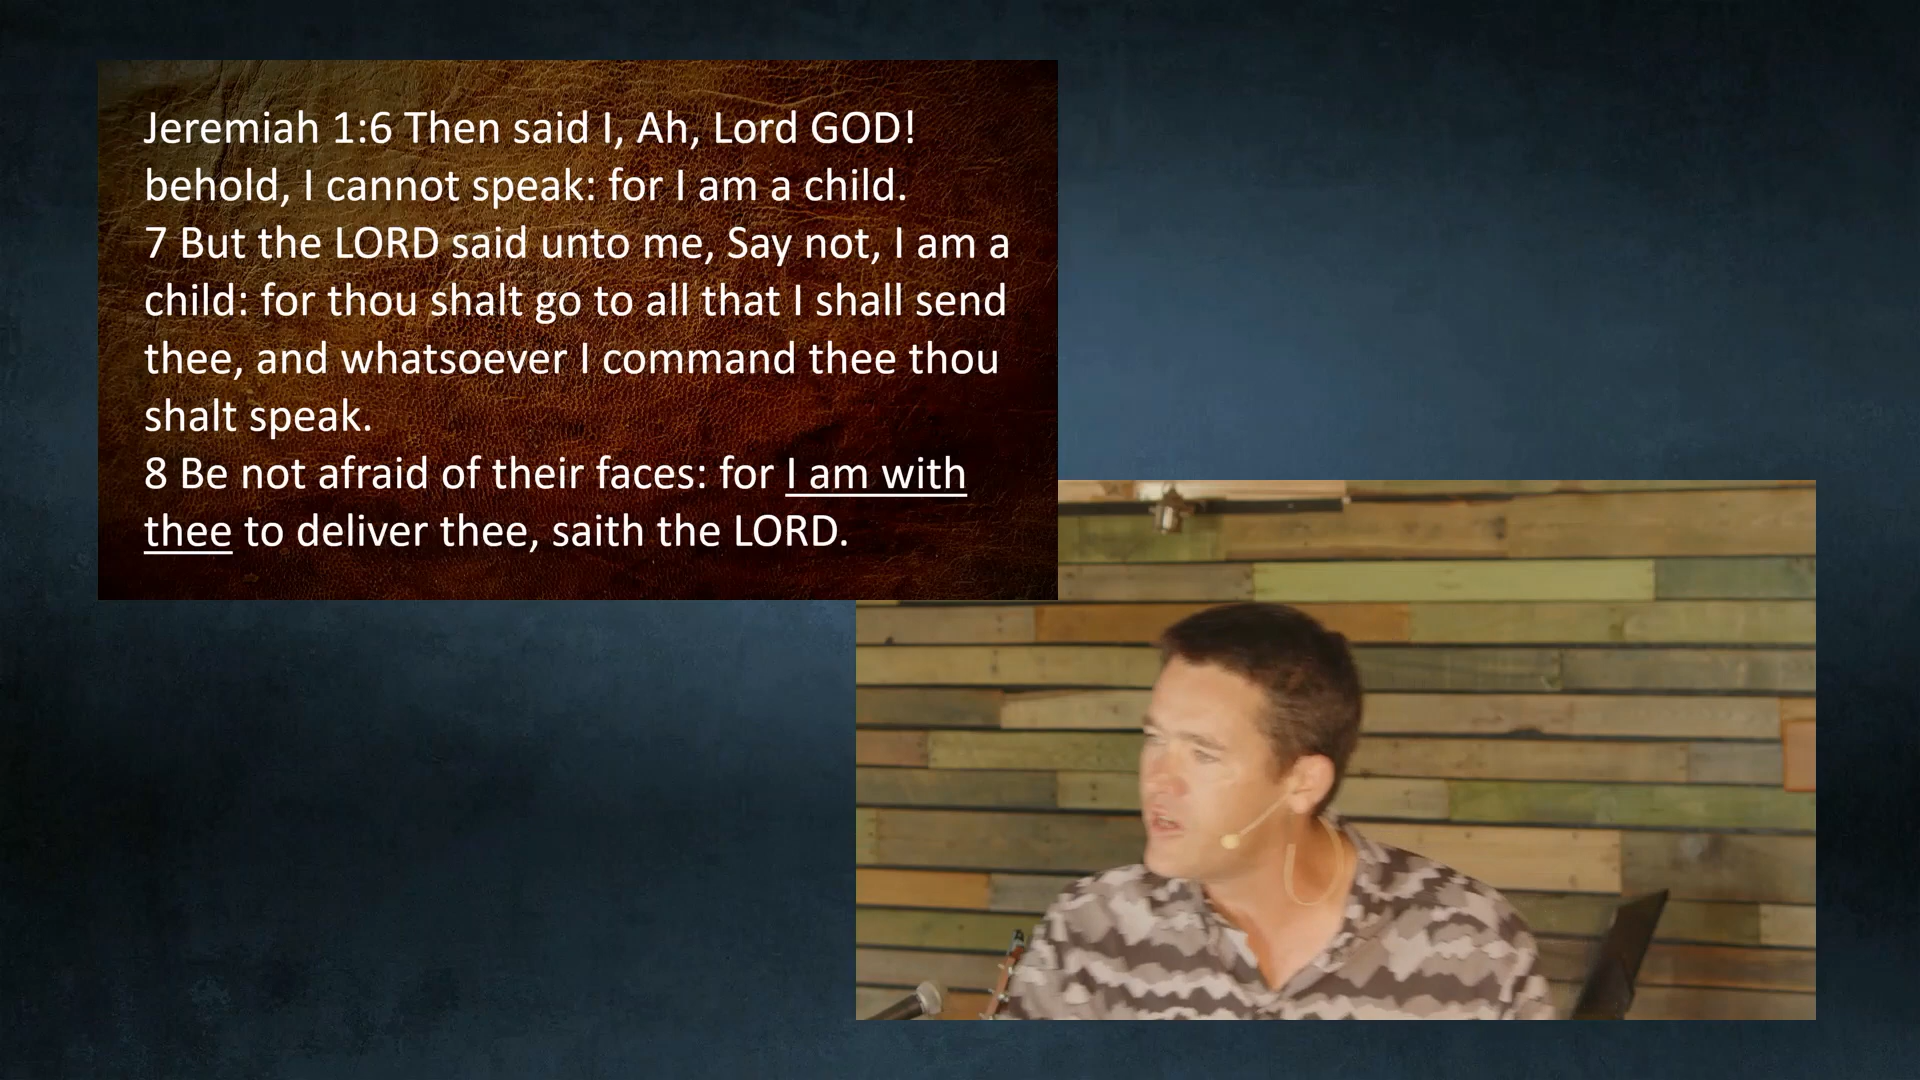 Jeremiah 1:6 Then said I, Ah, Lord GOD!
behold, I cannot speak: for I am a child.
7 But the LORD said unto me, Say not, I am a
child: for thou shalt go to all that I shall send
thee, and whatsoever I command thee thou
shalt speak.
8 Be not afraid of their faces: for I am with
thee to deliver thee, saith the LORD.